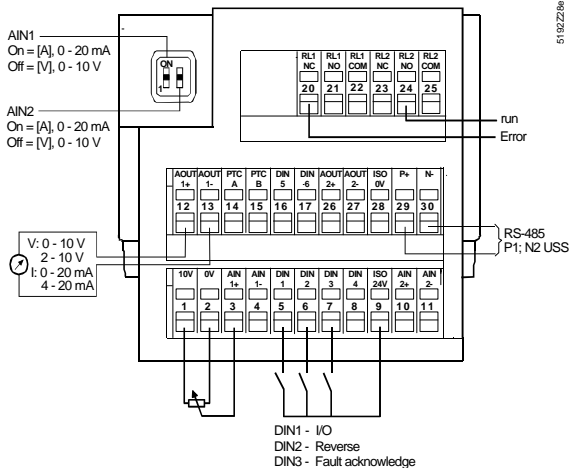 5192Z28e
AIN1
On = [A], 0 - 20 mA
Off = [V], 0 - 10 V
ON
1
AIN2
On = [A], 0 - 20 mA
Off = [V], 0 - 10 V
RL1 RL1 RL1 RL2 RL2 RL2
NC NO COM NC NO COM
20 21 22 23 24 25
run
Error
AOUT AOUT PTC PTC DIN DIN AOUT AOUT ISO P+ N-
1+ 1- A B 5 -6 2+ 2- 0V
12 13 14 15 16 17 26 27 28 29 30
RS-485
P1; N2 USS
V: 0 - 10 V
2 - 10 V
I: 0 - 20 mA
4 - 20 mA
10V 0V AIN AIN DIN DIN DIN DIN ISO AIN AIN
1+ 1- 1 2 3 4 24V 2+ 2-
1 2 3 4 5 6 7 8 9 10 11
DIN1 - I/O
DIN2 - Reverse
DIN3 - Fault acknowledge